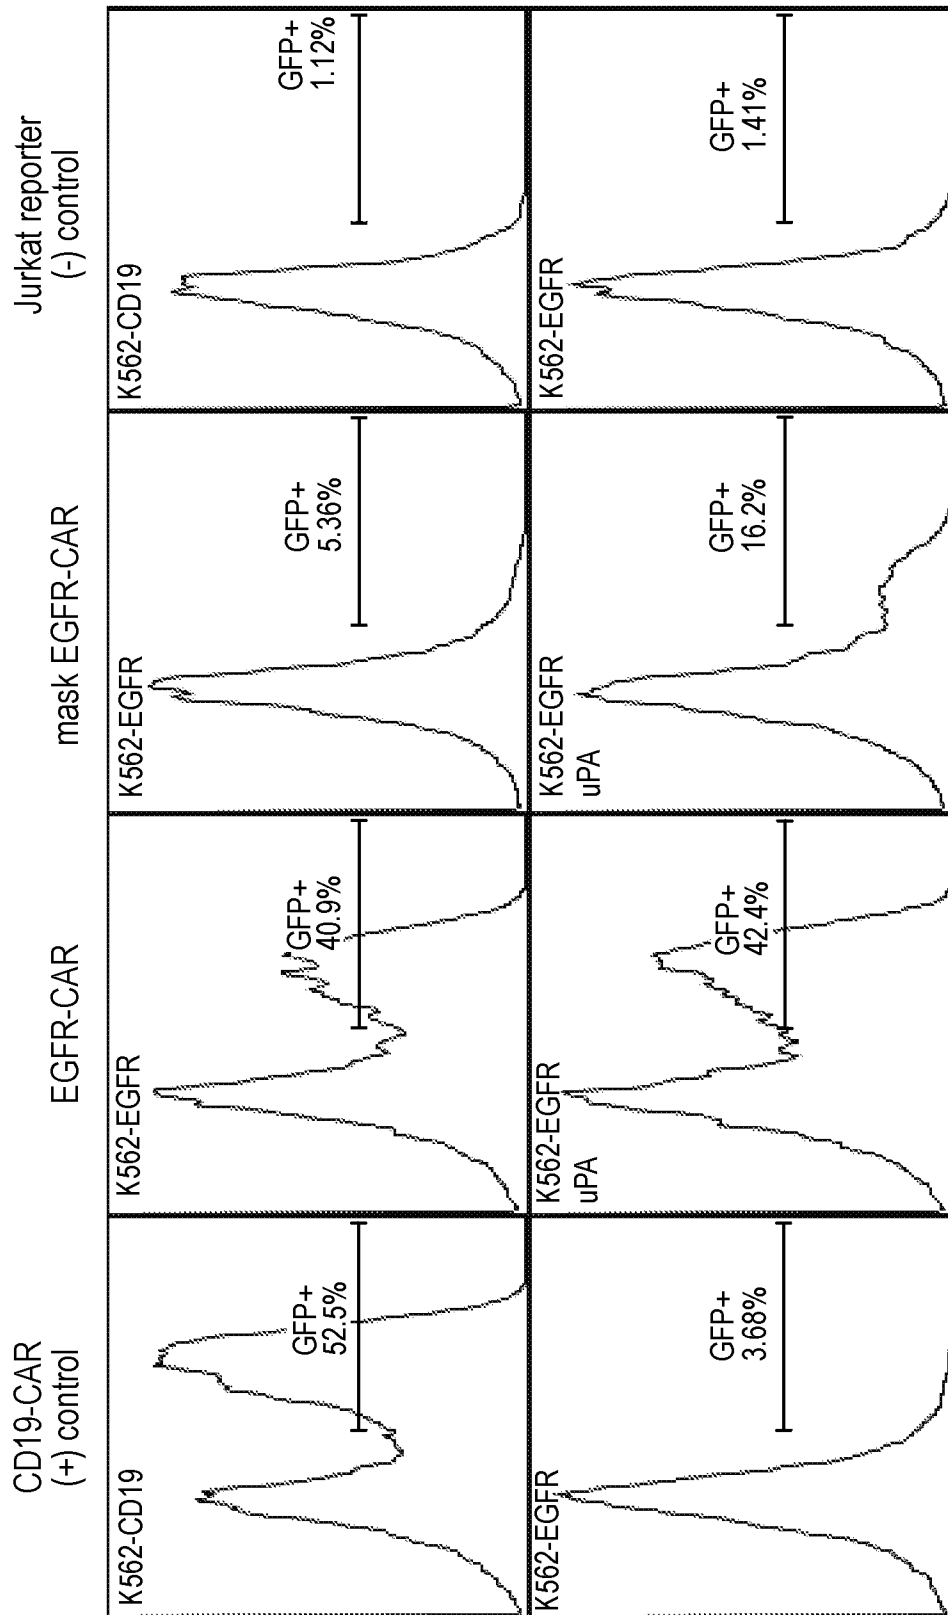 CD19-CAR
(+) control
K562-CD19
GFP+
52.5%
K562-EGFR
GFP+
3.68%
EGFR-CAR
K562-EGFR
GFP+
40.9%
K562-EGFR
uPA
GFP+
42.4%
mask EGFR-CAR
K562-EGFR
GFP+
5.36%
K562-EGFR
uPA
GFP+
16.2%
Jurkat reporter
(-) control
K562-CD19
GFP+
1.12%
K562-EGFR
GFP+
1.41%